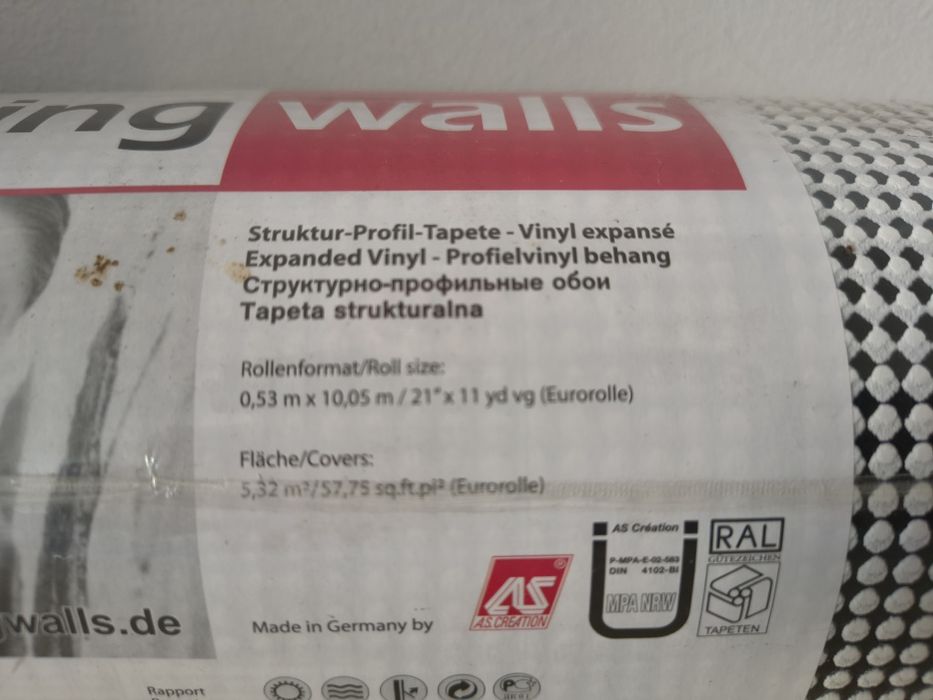 ing walls
Struktur-Profil-Tapete - Vinyl expansé
Expanded Vinyl - Profielvinyl behang
Структурно-профильные обои
Tapeta strukturalna
Rollenformat/Roll size:
0,53 m x 10,05 m / 21" x 11 yd vg (Eurorolle)
Fläche/Covers:
5,32 m²/57,75 sq.ft.pi² (Eurorolle)
AS Création
P-MPA-E-02-583
DIN 4102-BI
MPA NRW
RAL
GÜTEZEICHEN
TAPETEN
AS
A.S. CRÉATION
walls.de
Made in Germany by
Rapport